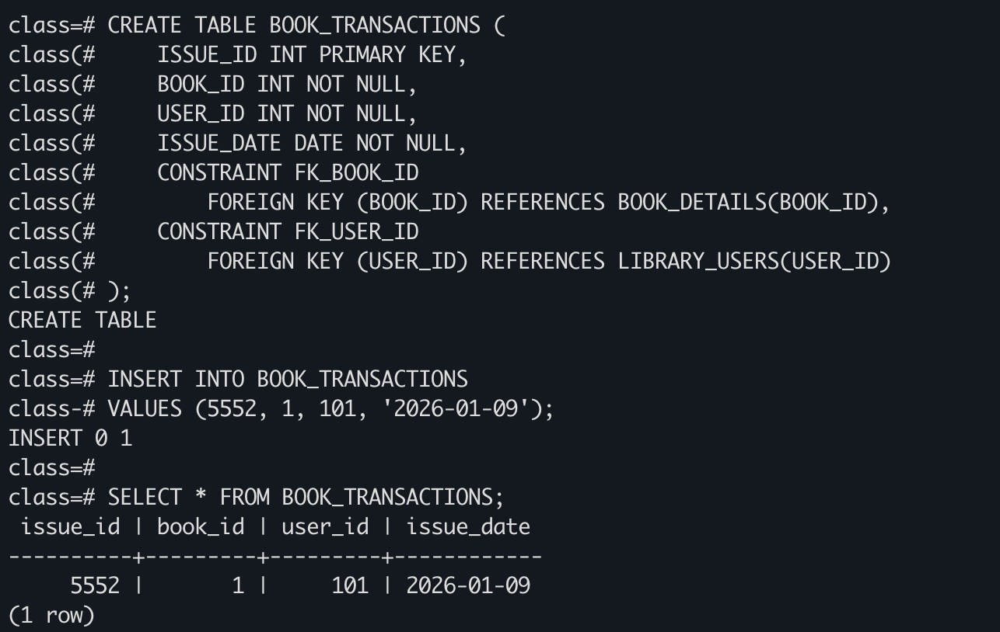 class=# CREATE TABLE BOOK_TRANSACTIONS (
class(#     ISSUE_ID INT PRIMARY KEY,
class(#     BOOK_ID INT NOT NULL,
class(#     USER_ID INT NOT NULL,
class(#     ISSUE_DATE DATE NOT NULL,
class(#     CONSTRAINT FK_BOOK_ID
class(#         FOREIGN KEY (BOOK_ID) REFERENCES BOOK_DETAILS(BOOK_ID),
class(#     CONSTRAINT FK_USER_ID
class(#         FOREIGN KEY (USER_ID) REFERENCES LIBRARY_USERS(USER_ID)
class(# );
CREATE TABLE
class=#
class=# INSERT INTO BOOK_TRANSACTIONS
class-# VALUES (5552, 1, 101, '2026-01-09');
INSERT 0 1
class=#
class=# SELECT * FROM BOOK_TRANSACTIONS;
 issue_id | book_id | user_id | issue_date
----------+---------+---------+------------
     5552 |       1 |     101 | 2026-01-09
(1 row)